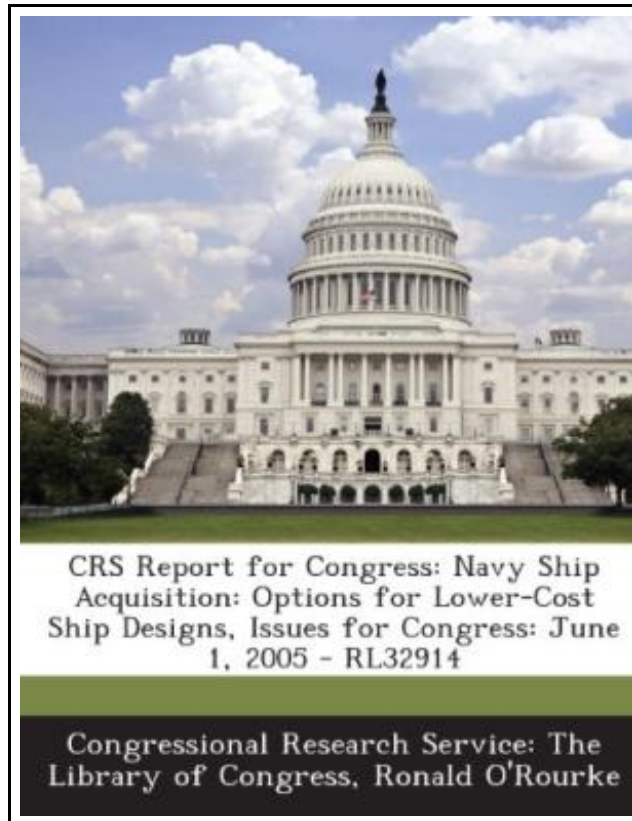 CRS Report for Congress: Navy Ship
Acquisition: Options for Lower-Cost
Ship Designs, Issues for Congress: June
1, 2005 - RL32914
Congressional Research Service: The
Library of Congress, Ronald O'Rourke